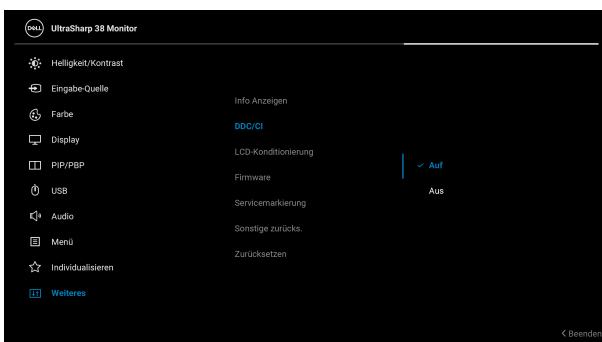 DELL UltraSharp 38 Monitor
Helligkeit/Kontrast
Eingabe-Quelle
Farbe
Display
PIP/PBP
USB
Audio
Menü
Individualisieren
Weiteres
Info Anzeigen
DDC/CI
LCD-Konditionierung
Firmware
Servicemarkierung
Sonstige zurücks.
Zurücksetzen
Auf
Aus
Beenden